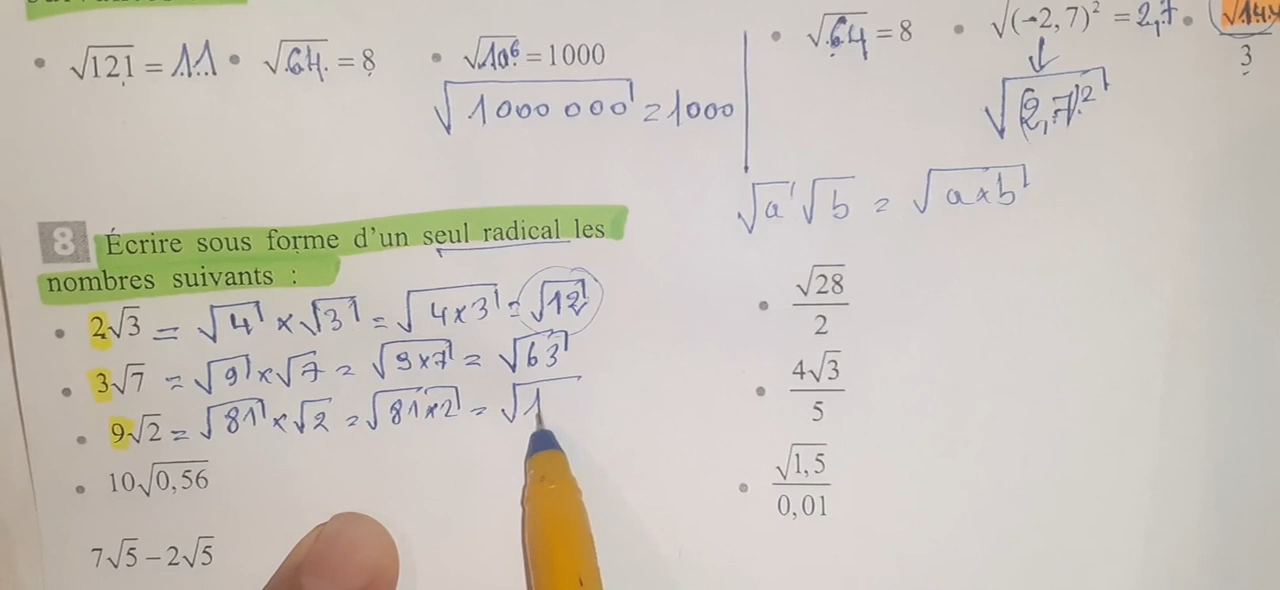 √121 = 11 • √64 = 8 • √10⁶ = 1000
√1000 000 = 1000
• √64 = 8 • √(-2,7)² = 2,7 •
3
√(2,7)²
√a √b = √a×b
8 Écrire sous forme d'un seul radical les
nombres suivants :
• 2√3 = √4 × √3 = √4×3 = √12
• 3√7 = √9 × √7 = √9×7 = √63
• 9√2 = √81 × √2 = √81×2 = √1
• 10√0,56
7√5 – 2√5
• √28/2
• 4√3/5
• √1,5/0,01